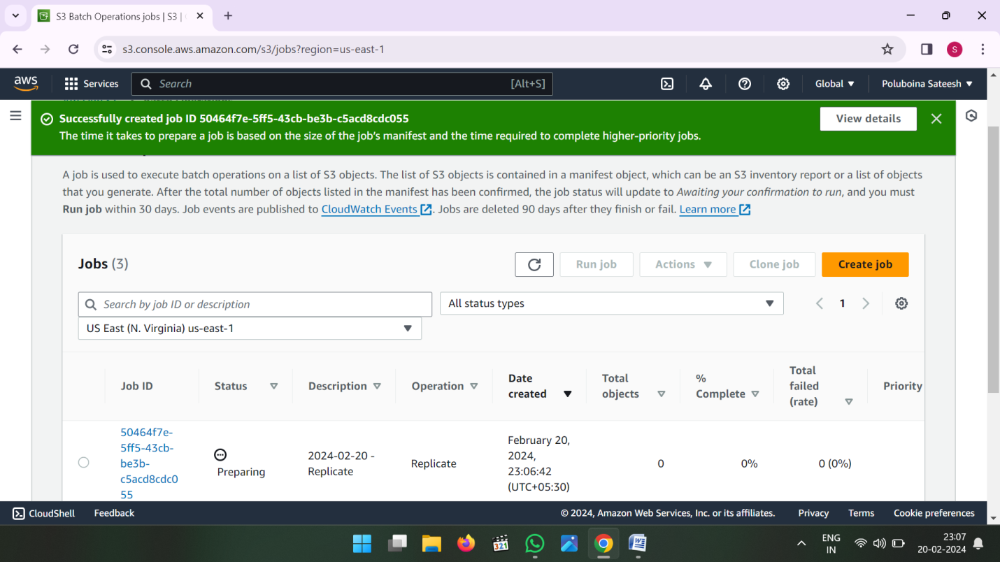 S3 Batch Operations jobs | S3 |
s3.console.aws.amazon.com/s3/jobs?region=us-east-1
S
aws
Services
Search
[Alt+S]
Global
Poluboina Sateesh
Successfully created job ID 50464f7e-5ff5-43cb-be3b-c5acd8cdc055
The time it takes to prepare a job is based on the size of the job's manifest and the time required to complete higher-priority jobs.
View details
A job is used to execute batch operations on a list of S3 objects. The list of S3 objects is contained in a manifest object, which can be an S3 inventory report or a list of objects
that you generate. After the total number of objects listed in the manifest has been confirmed, the job status will update to Awaiting your confirmation to run, and you must
Run job within 30 days. Job events are published to CloudWatch Events. Jobs are deleted 90 days after they finish or fail. Learn more
Jobs (3)
Run job
Actions
Clone job
Create job
Search by job ID or description
All status types
1
US East (N. Virginia) us-east-1
Job ID
Status
Description
Operation
Date
created
Total
objects
%
Complete
Total
failed
(rate)
Priority
50464f7e-
5ff5-43cb-
be3b-
c5acd8cdc0
55
Preparing
2024-02-20 -
Replicate
Replicate
February 20,
2024,
23:06:42
(UTC+05:30)
0
0%
0 (0%)
CloudShell
Feedback
© 2024, Amazon Web Services, Inc. or its affiliates.
Privacy
Terms
Cookie preferences
321
ENG
IN
23:07
20-02-2024